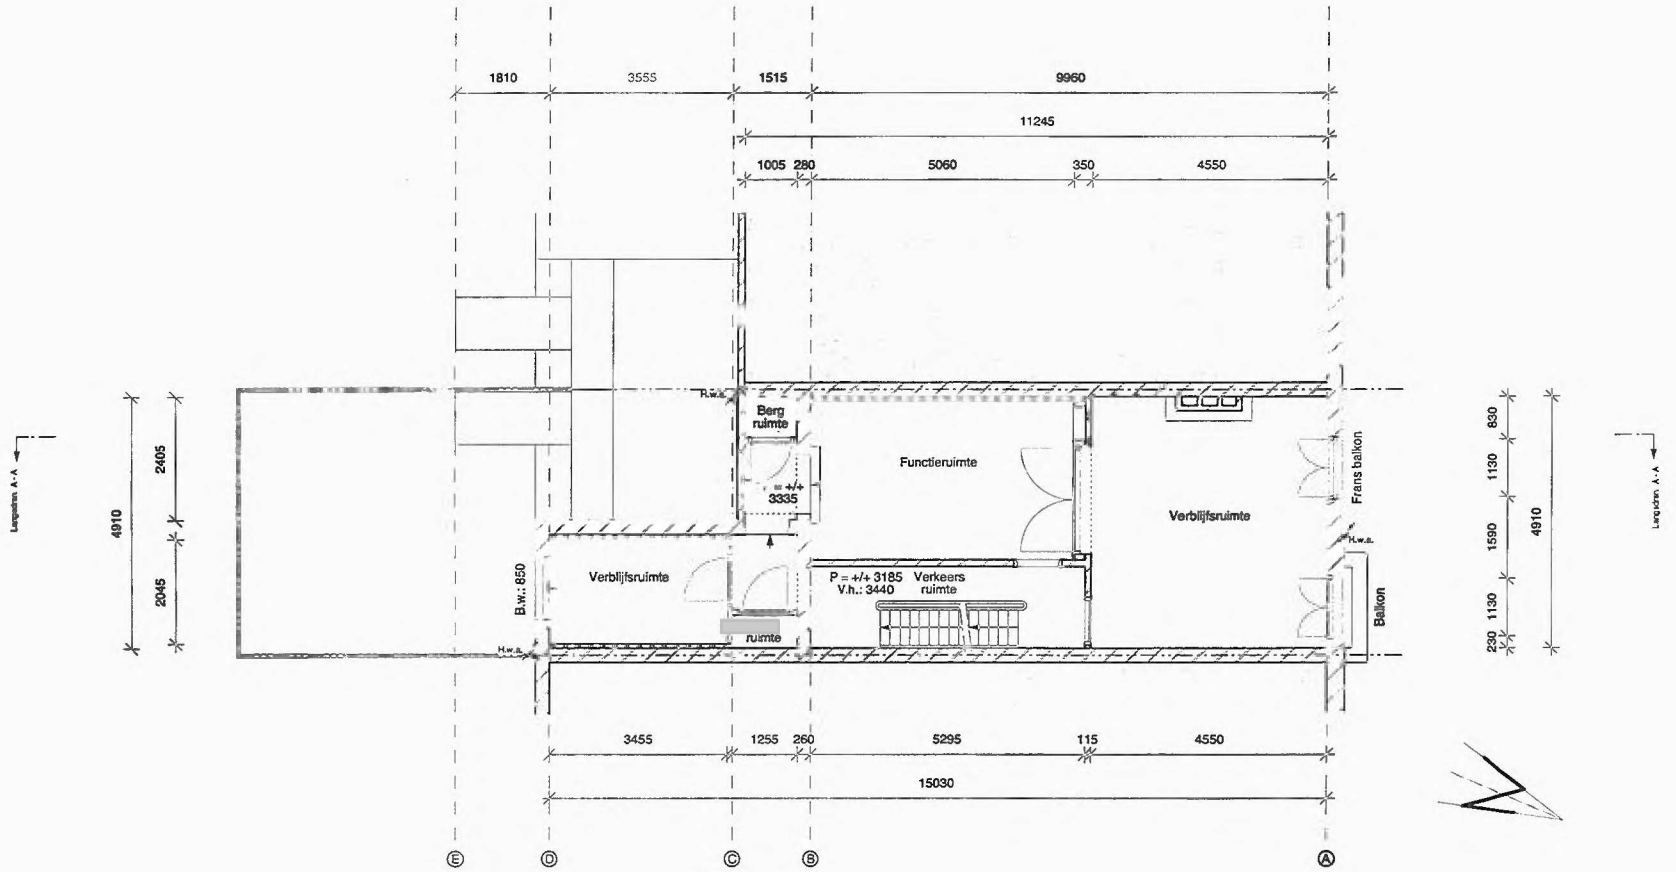 1810 3555 1515 9960
11245
1005 280 5060 350 4550
H.w.a.
Berg
ruimte
Functieruimte
= +/+
3335
Verblijfsruimte
Frans balkon
H.w.a.
Balkon
Verblijfsruimte
B.w.: 850
P = +/+ 3185 Verkeers
V.h.: 3440 ruimte
ruimte
H.w.a.
2405
4910
2045
830
1130
1590
4910
1130
230
Langsdrsn. A - A
Langsdrsn. A - A
3455 1255 260 5295 115 4550
15030
E D C B A